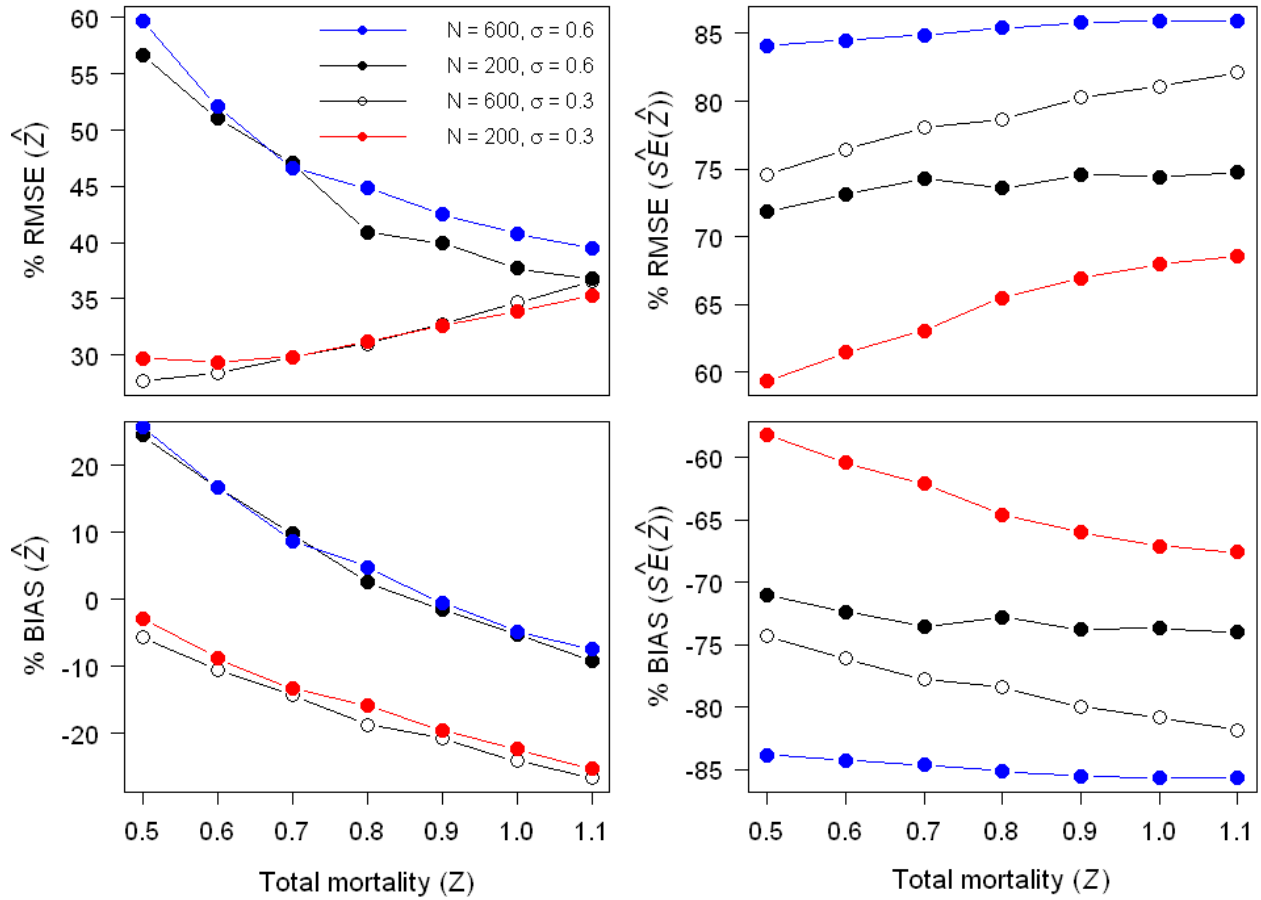 % RMSE (Ẑ)
60
55
50
45
40
35
30
N = 600, σ = 0.6
N = 200, σ = 0.6
N = 600, σ = 0.3
N = 200, σ = 0.3
% RMSE (SÊ(Ẑ))
85
80
75
70
65
60
% BIAS (Ẑ)
20
10
0
-10
-20
0.5 0.6 0.7 0.8 0.9 1.0 1.1
Total mortality (Z)
% BIAS (SÊ(Ẑ))
-60
-65
-70
-75
-80
-85
0.5 0.6 0.7 0.8 0.9 1.0 1.1
Total mortality (Z)